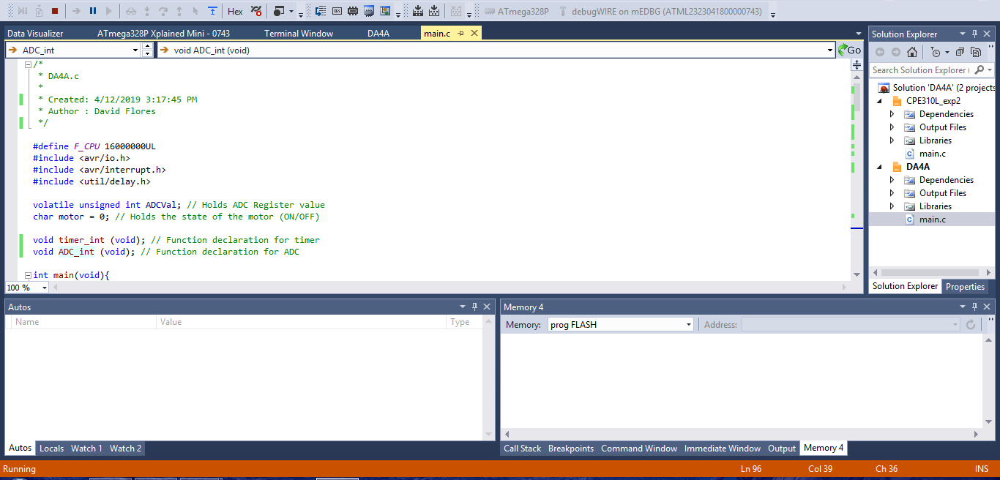 Hex ATmega328P debugWIRE on mEDBG (ATML2323041800000743)
Data Visualizer ATmega328P Xplained Mini - 0743 Terminal Window DA4A main.c
ADC_int void ADC_int (void) Go
/*
* DA4A.c
*
* Created: 4/12/2019 3:17:45 PM
* Author : David Flores
*/
#define F_CPU 16000000UL
#include <avr/io.h>
#include <avr/interrupt.h>
#include <util/delay.h>
volatile unsigned int ADCVal; // Holds ADC Register value
char motor = 0; // Holds the state of the motor (ON/OFF)
void timer_int (void); // Function declaration for timer
void ADC_int (void); // Function declaration for ADC
int main(void){
100 %
Solution Explorer
Search Solution Explorer (
Solution 'DA4A' (2 projects
CPE310L_exp2
Dependencies
Output Files
Libraries
main.c
DA4A
Dependencies
Output Files
Libraries
main.c
Solution Explorer Properties
Autos
Name Value Type
Autos Locals Watch 1 Watch 2
Memory 4
Memory: prog FLASH Address:
Call Stack Breakpoints Command Window Immediate Window Output Memory 4
Running Ln 96 Col 39 Ch 36 INS